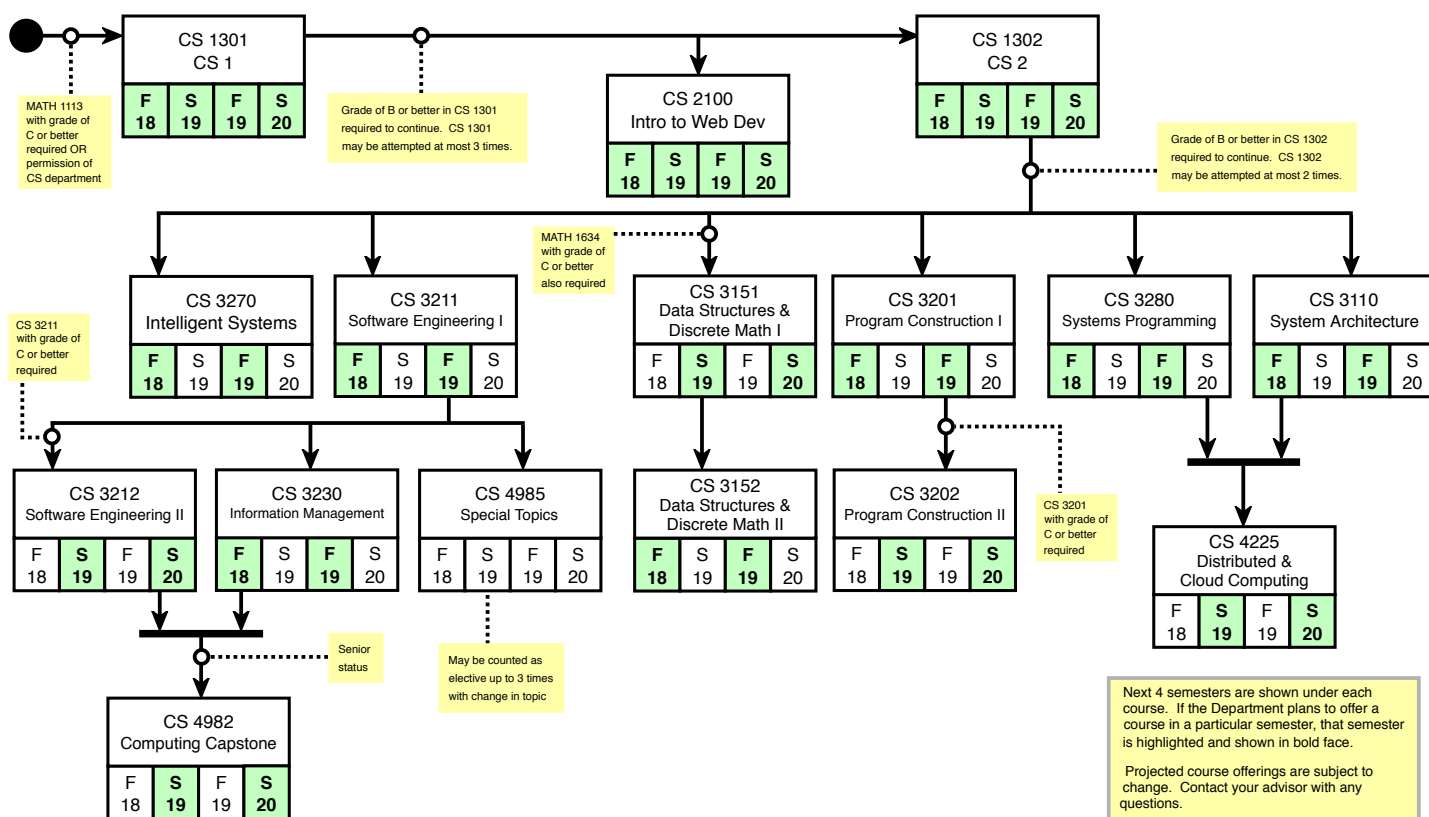 CS 1301
CS 1
F S F S
18 19 19 20
MATH 1113
with grade of
C or better
required OR
permission of
CS department
Grade of B or better in CS 1301
required to continue.  CS 1301
may be attempted at most 3 times.
CS 2100
Intro to Web Dev
F S F S
18 19 19 20
CS 1302
CS 2
F S F S
18 19 19 20
Grade of B or better in CS 1302
required to continue.  CS 1302
may be attempted at most 2 times.
MATH 1634
with grade of
C or better
also required
CS 3270
Intelligent Systems
F S F S
18 19 19 20
CS 3211
Software Engineering I
F S F S
18 19 19 20
CS 3151
Data Structures &
Discrete Math I
F S F S
18 19 19 20
CS 3201
Program Construction I
F S F S
18 19 19 20
CS 3280
Systems Programming
F S F S
18 19 19 20
CS 3110
System Architecture
F S F S
18 19 19 20
CS 3211
with grade of
C or better
required
CS 3212
Software Engineering II
F S F S
18 19 19 20
CS 3230
Information Management
F S F S
18 19 19 20
CS 4985
Special Topics
F S F S
18 19 19 20
CS 3152
Data Structures &
Discrete Math II
F S F S
18 19 19 20
CS 3202
Program Construction II
F S F S
18 19 19 20
CS 3201
with grade of
C or better
required
CS 4225
Distributed &
Cloud Computing
F S F S
18 19 19 20
Senior
status
May be counted as
elective up to 3 times
with change in topic
CS 4982
Computing Capstone
F S F S
18 19 19 20
Next 4 semesters are shown under each
course.  If the Department plans to offer a
course in a particular semester, that semester
is highlighted and shown in bold face.
Projected course offerings are subject to
change.  Contact your advisor with any
questions.